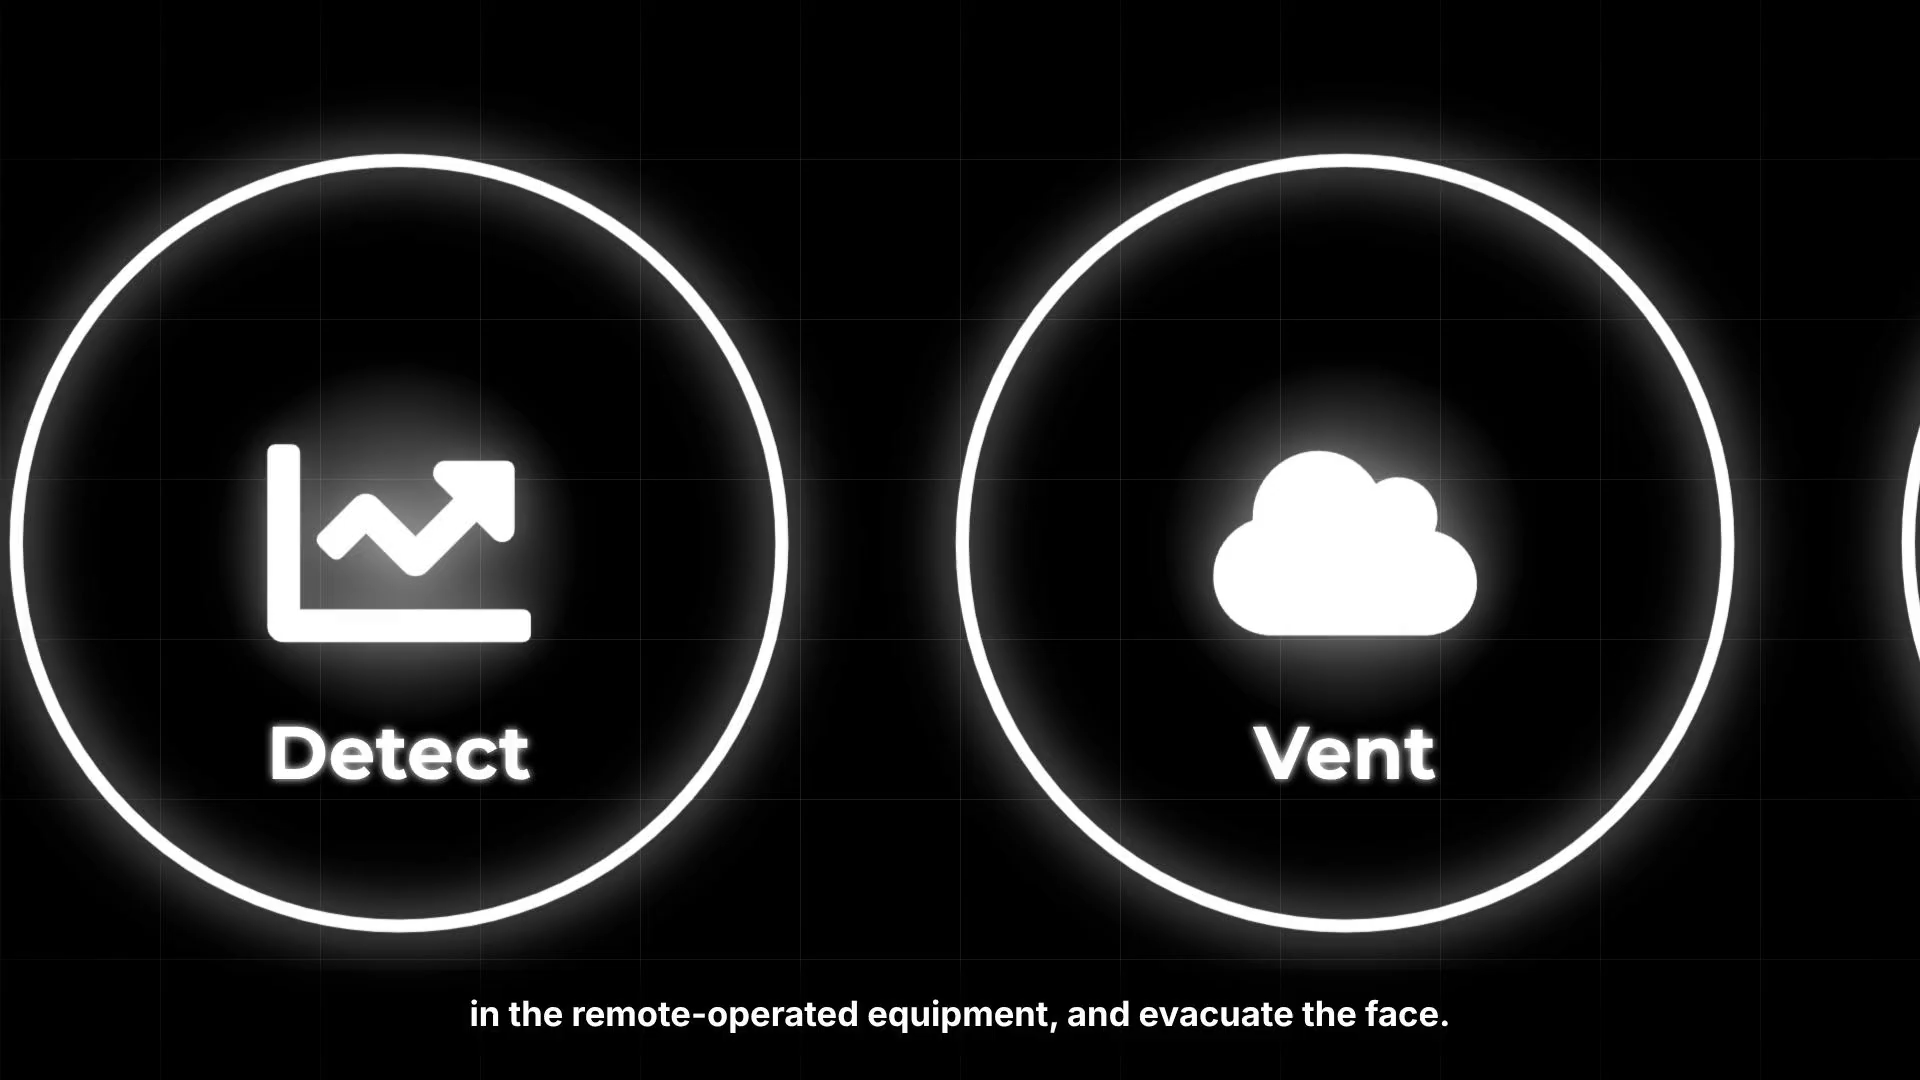 Detect
Vent
in the remote-operated equipment, and evacuate the face.